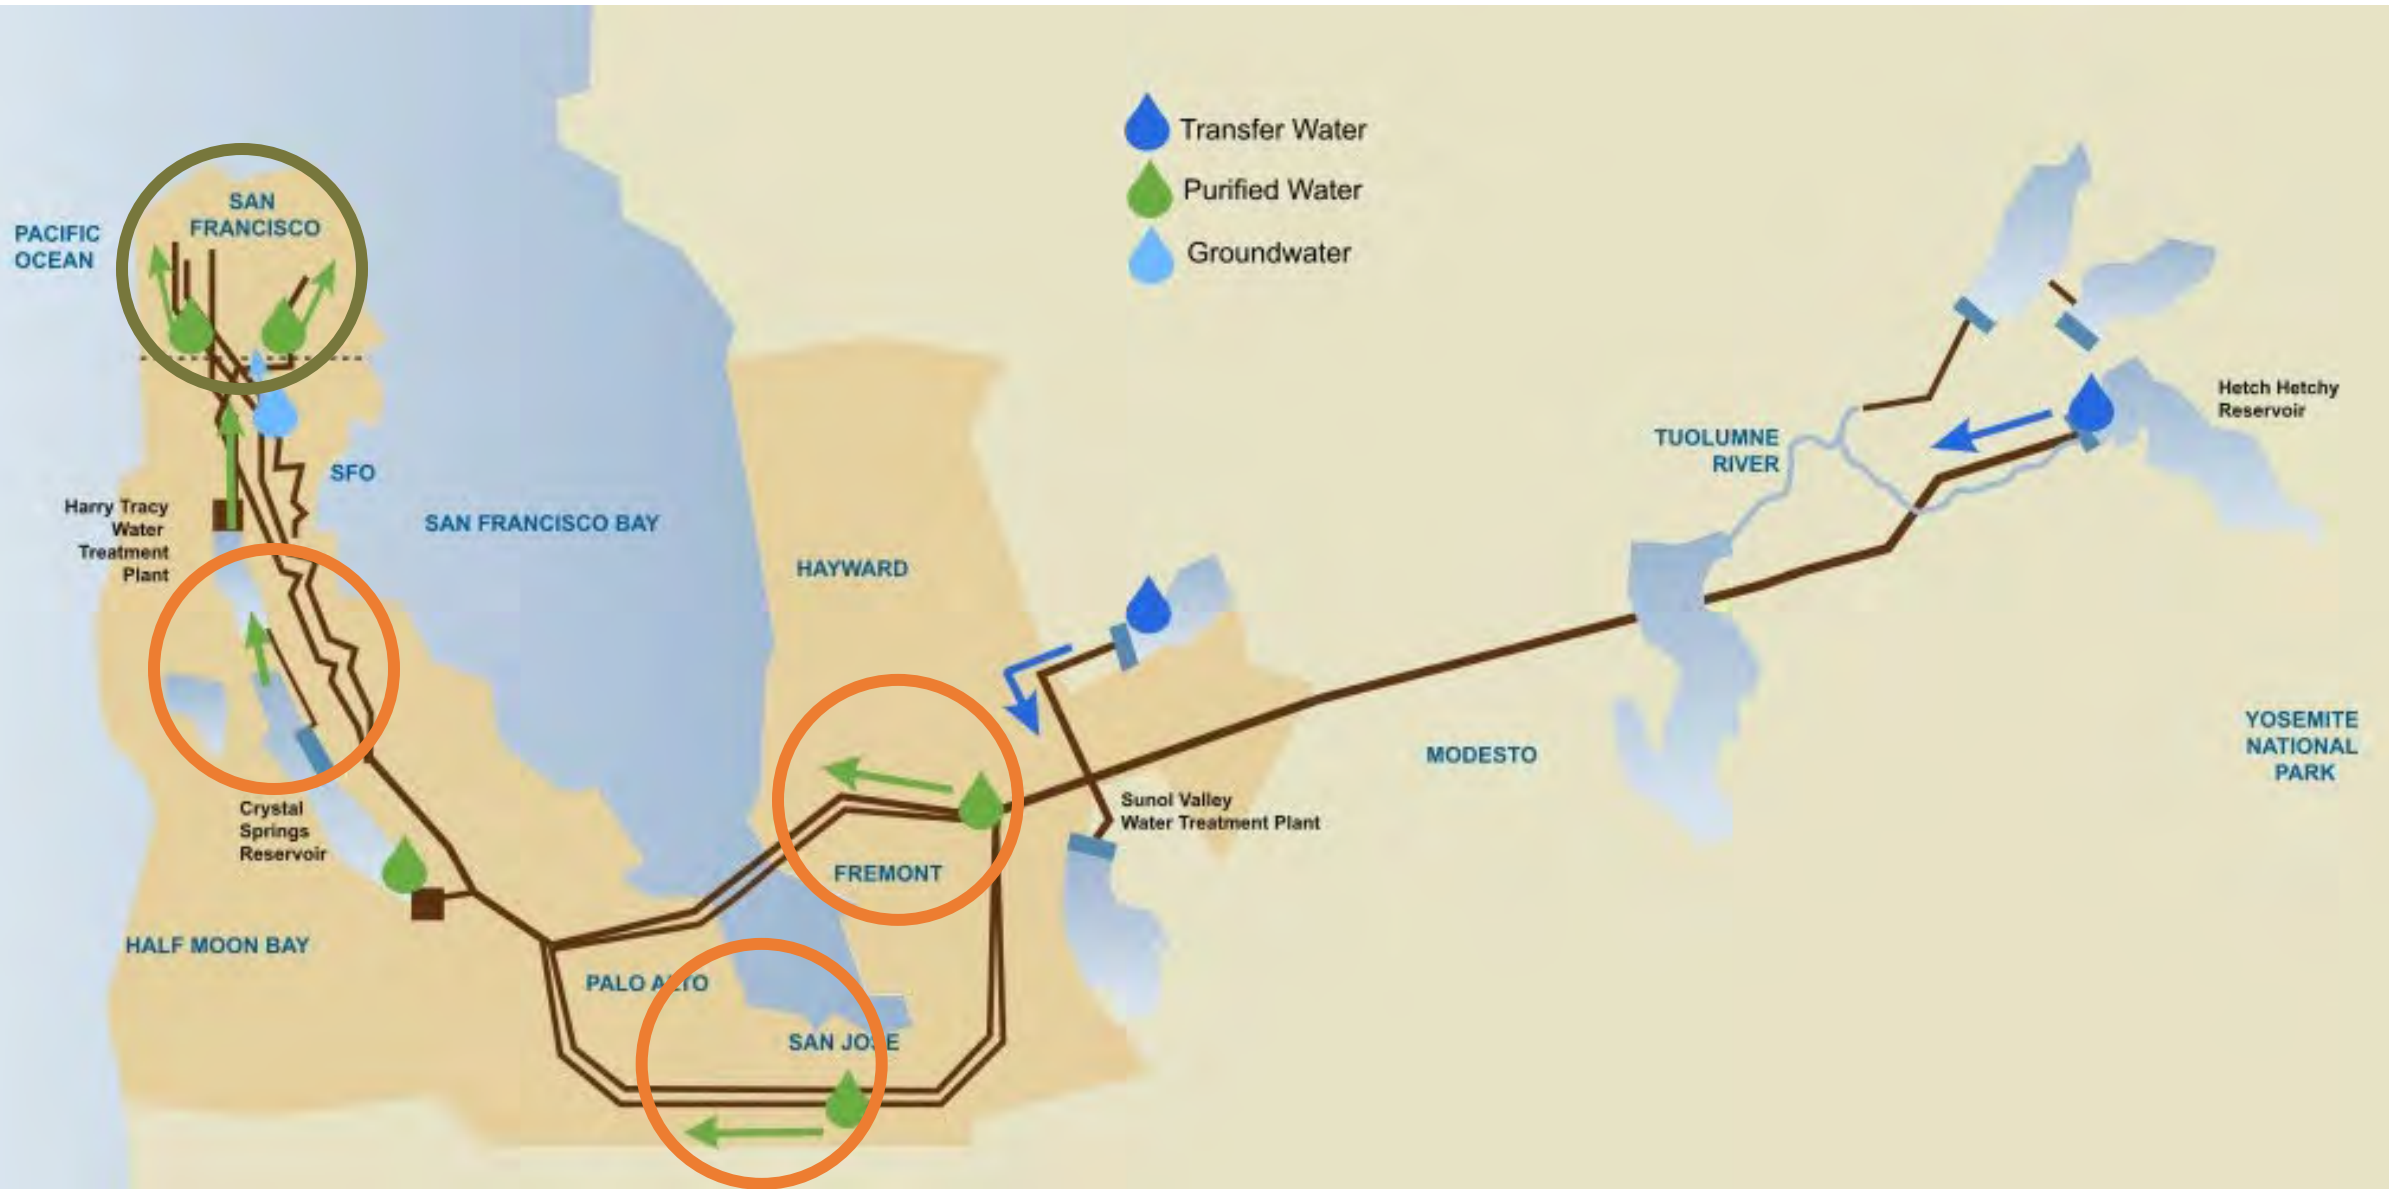 Transfer Water
Purified Water
Groundwater
SAN
FRANCISCO
PACIFIC
OCEAN
Hetch Hetchy
Reservoir
TUOLUMNE
RIVER
SFO
Harry Tracy
Water
Treatment
Plant
SAN FRANCISCO BAY
HAYWARD
YOSEMITE
NATIONAL
PARK
MODESTO
Sunol Valley
Water Treatment Plant
Crystal
Springs
Reservoir
FREMONT
HALF MOON BAY
PALO ALTO
SAN JOSE